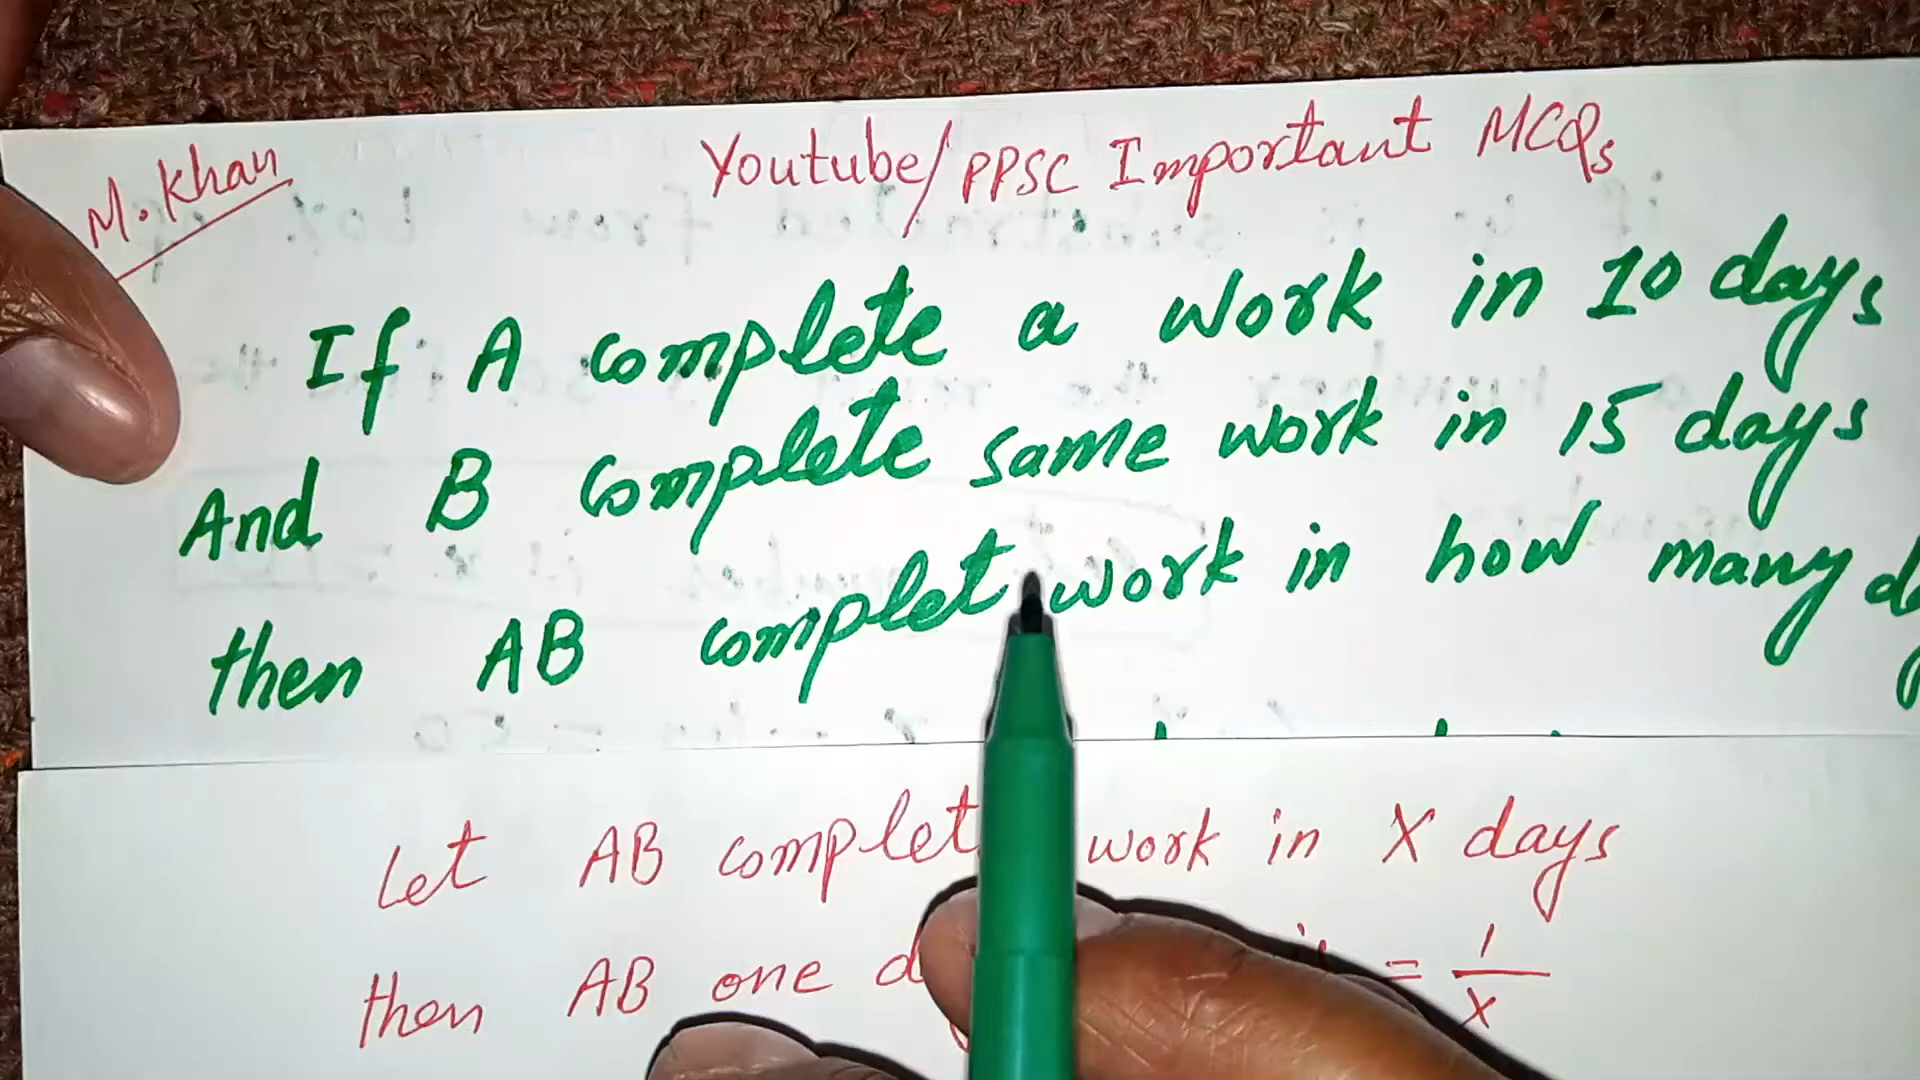 M. Khan
Youtube/PPSC Important MCQs
If A complete a work in 10 days
And B complete same work in 15 days
then AB complet work in how many
Let AB complet work in X days
then AB one = 1/x